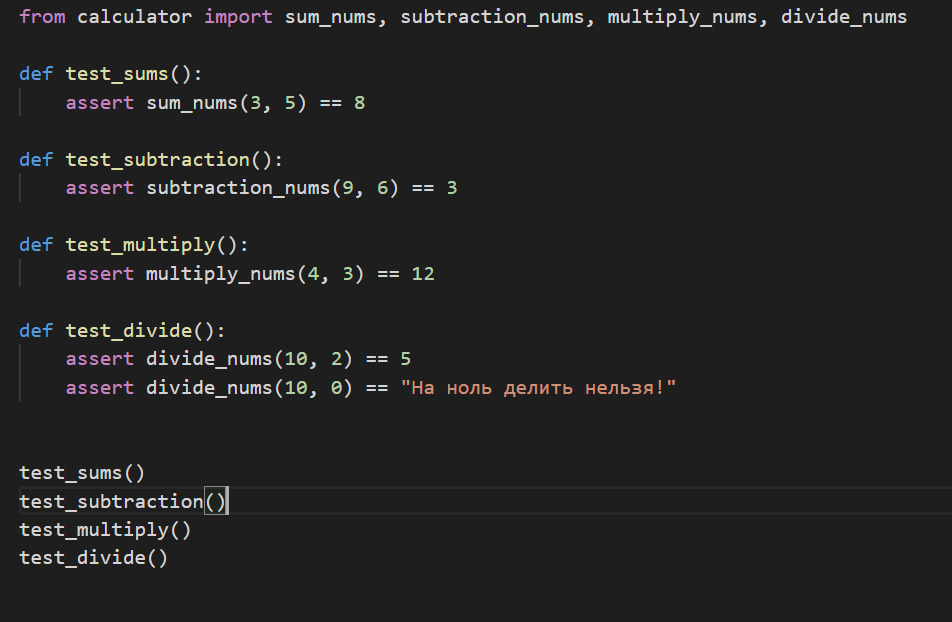 from calculator import sum_nums, subtraction_nums, multiply_nums, divide_nums
def test_sums():
    assert sum_nums(3, 5) == 8
def test_subtraction():
    assert subtraction_nums(9, 6) == 3
def test_multiply():
    assert multiply_nums(4, 3) == 12
def test_divide():
    assert divide_nums(10, 2) == 5
    assert divide_nums(10, 0) == "На ноль делить нельзя!"
test_sums()
test_subtraction()
test_multiply()
test_divide()